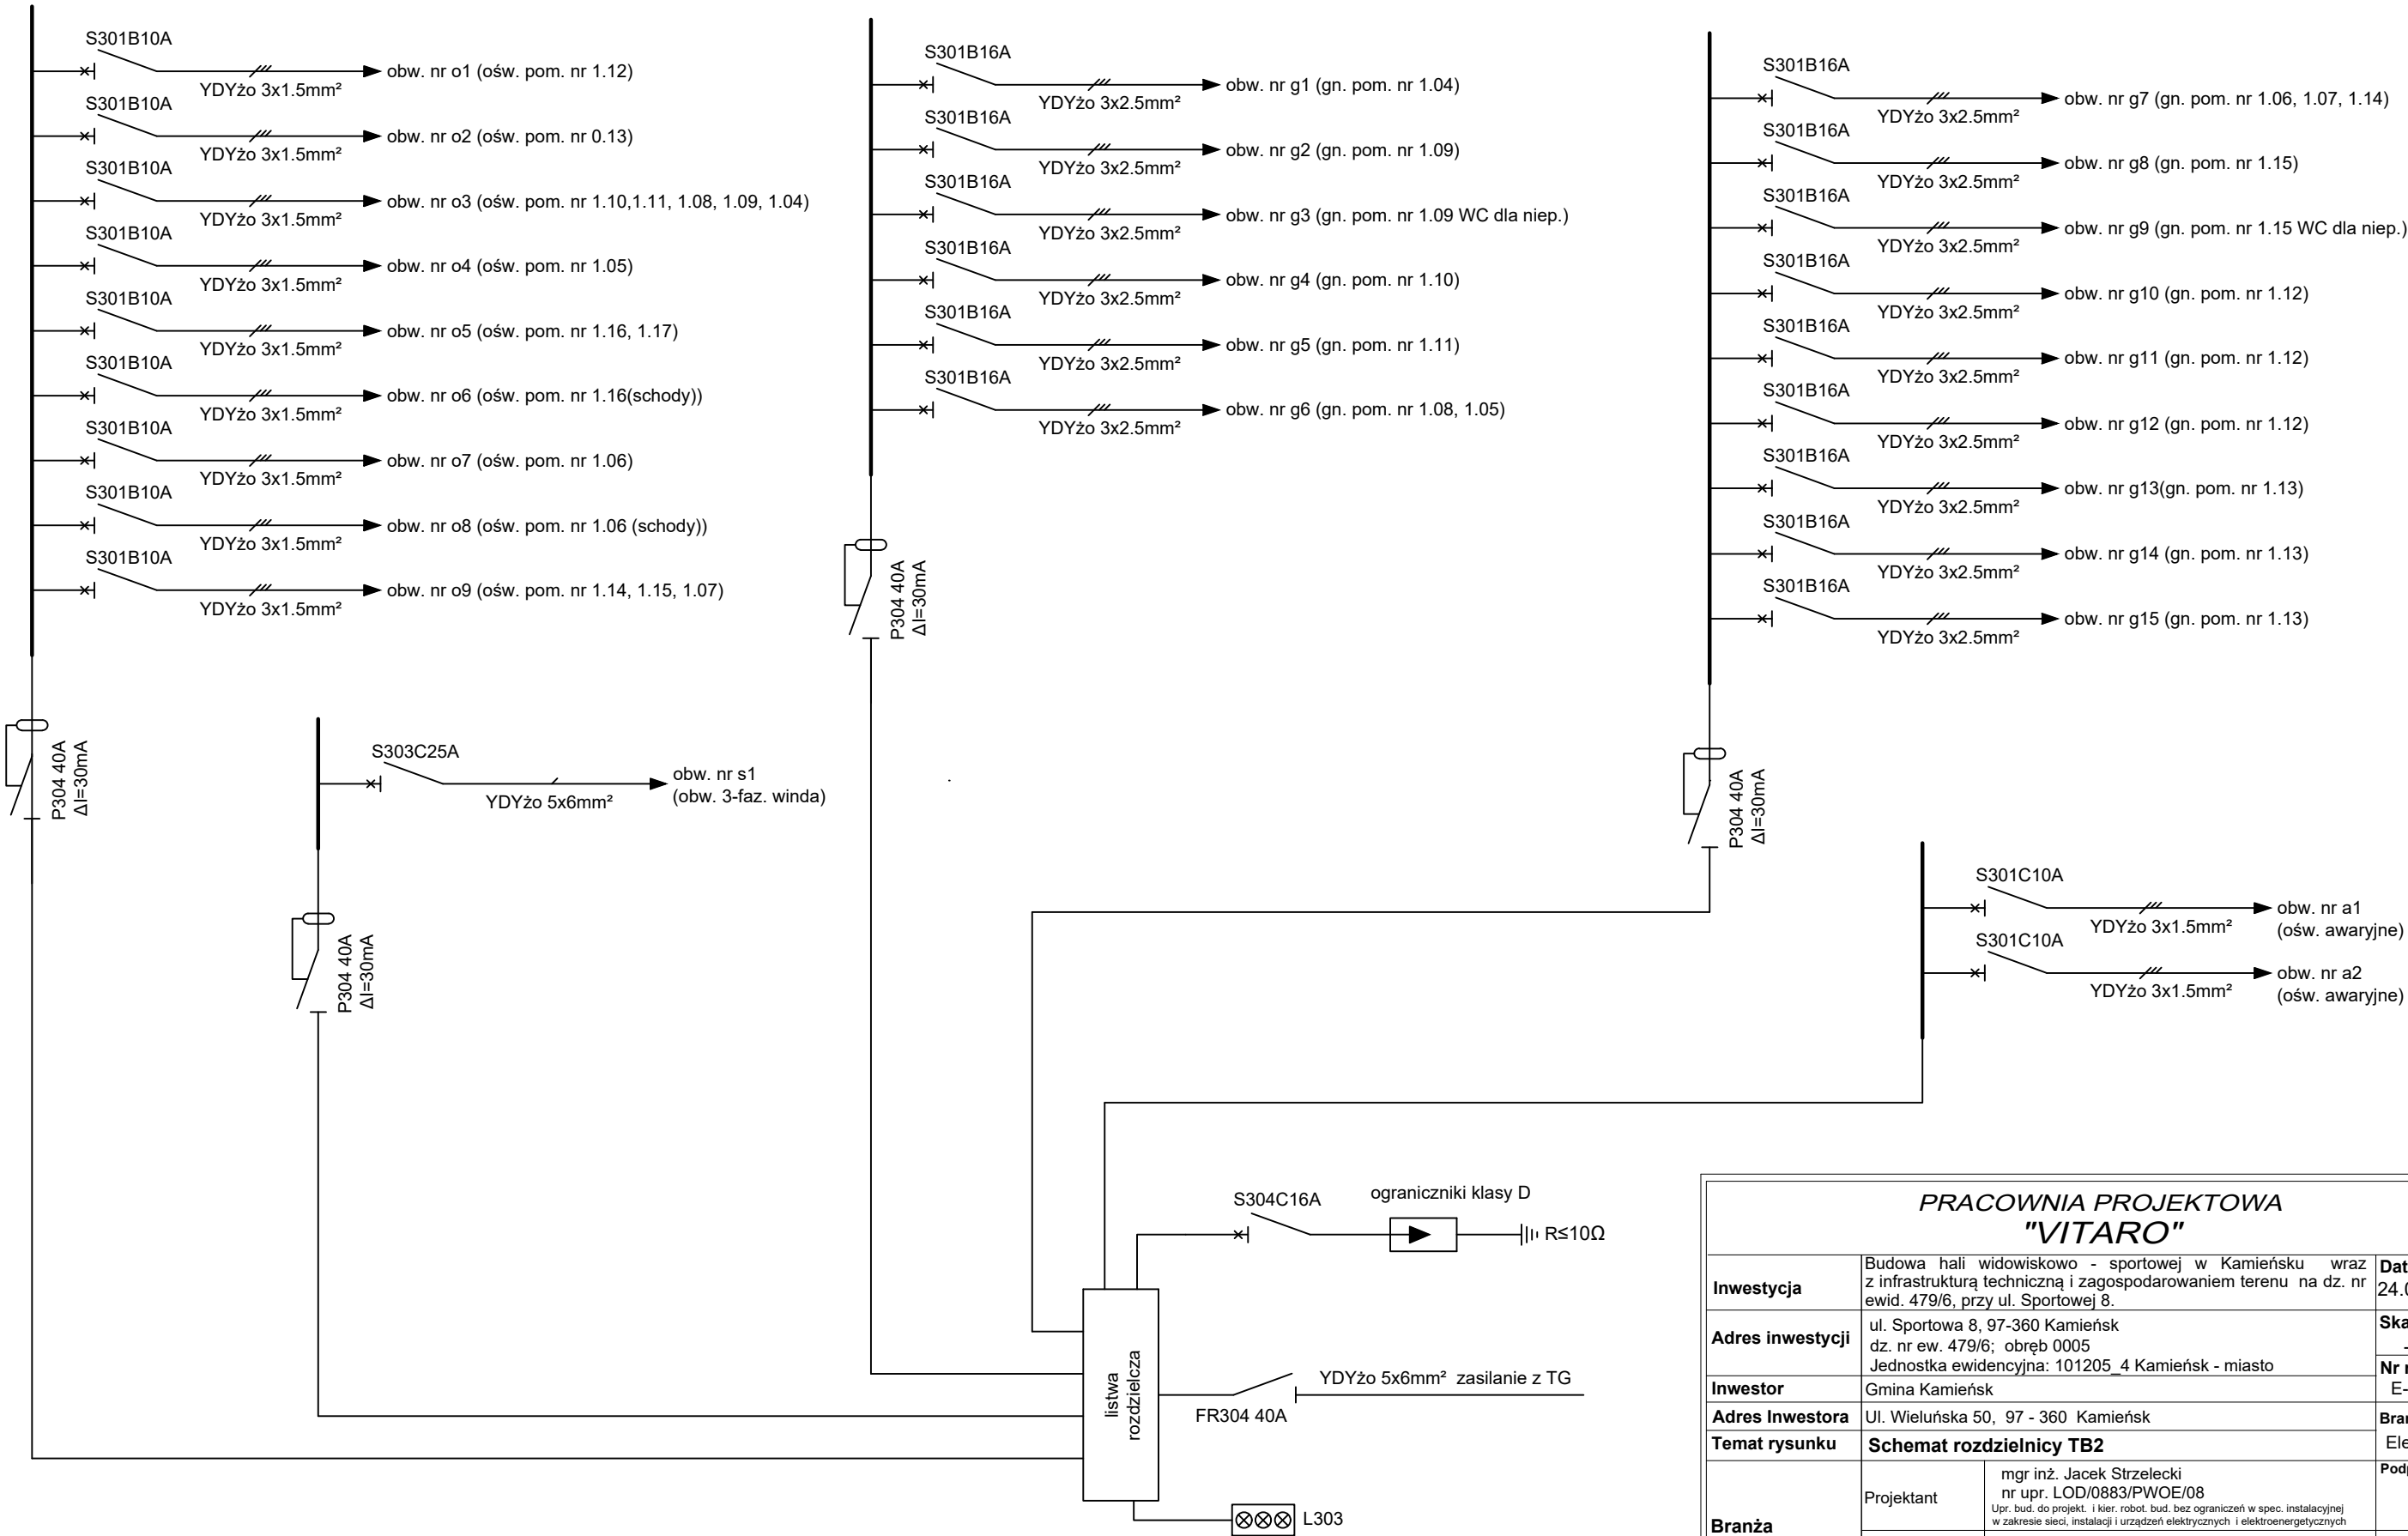 S301B10A
YDYżo 3x1.5mm²
obw. nr o1 (ośw. pom. nr 1.12)
S301B10A
YDYżo 3x1.5mm²
obw. nr o2 (ośw. pom. nr 0.13)
S301B10A
YDYżo 3x1.5mm²
obw. nr o3 (ośw. pom. nr 1.10,1.11, 1.08, 1.09, 1.04)
S301B10A
YDYżo 3x1.5mm²
obw. nr o4 (ośw. pom. nr 1.05)
S301B10A
YDYżo 3x1.5mm²
obw. nr o5 (ośw. pom. nr 1.16, 1.17)
S301B10A
YDYżo 3x1.5mm²
obw. nr o6 (ośw. pom. nr 1.16(schody))
S301B10A
YDYżo 3x1.5mm²
obw. nr o7 (ośw. pom. nr 1.06)
S301B10A
YDYżo 3x1.5mm²
obw. nr o8 (ośw. pom. nr 1.06 (schody))
S301B10A
YDYżo 3x1.5mm²
obw. nr o9 (ośw. pom. nr 1.14, 1.15, 1.07)
P304 40A
ΔI=30mA
S303C25A
YDYżo 5x6mm²
obw. nr s1
(obw. 3-faz. winda)
P304 40A
ΔI=30mA
S301B16A
YDYżo 3x2.5mm²
obw. nr g1 (gn. pom. nr 1.04)
S301B16A
YDYżo 3x2.5mm²
obw. nr g2 (gn. pom. nr 1.09)
S301B16A
YDYżo 3x2.5mm²
obw. nr g3 (gn. pom. nr 1.09 WC dla niep.)
S301B16A
YDYżo 3x2.5mm²
obw. nr g4 (gn. pom. nr 1.10)
S301B16A
YDYżo 3x2.5mm²
obw. nr g5 (gn. pom. nr 1.11)
S301B16A
YDYżo 3x2.5mm²
obw. nr g6 (gn. pom. nr 1.08, 1.05)
P304 40A
ΔI=30mA
S301B16A
YDYżo 3x2.5mm²
obw. nr g7 (gn. pom. nr 1.06, 1.07, 1.14)
S301B16A
YDYżo 3x2.5mm²
obw. nr g8 (gn. pom. nr 1.15)
S301B16A
YDYżo 3x2.5mm²
obw. nr g9 (gn. pom. nr 1.15 WC dla niep.)
S301B16A
YDYżo 3x2.5mm²
obw. nr g10 (gn. pom. nr 1.12)
S301B16A
YDYżo 3x2.5mm²
obw. nr g11 (gn. pom. nr 1.12)
S301B16A
YDYżo 3x2.5mm²
obw. nr g12 (gn. pom. nr 1.12)
S301B16A
YDYżo 3x2.5mm²
obw. nr g13(gn. pom. nr 1.13)
S301B16A
YDYżo 3x2.5mm²
obw. nr g14 (gn. pom. nr 1.13)
S301B16A
YDYżo 3x2.5mm²
obw. nr g15 (gn. pom. nr 1.13)
P304 40A
ΔI=30mA
S301C10A
YDYżo 3x1.5mm²
obw. nr a1
(ośw. awaryjne)
S301C10A
YDYżo 3x1.5mm²
obw. nr a2
(ośw. awaryjne)
S304C16A
ograniczniki klasy D
R≤10Ω
listwa
rozdzielcza
YDYżo 5x6mm² zasilanie z TG
FR304 40A
L303
PRACOWNIA PROJEKTOWA
"VITARO"
Inwestycja
Budowa hali widowiskowo - sportowej w Kamieńsku wraz
z infrastrukturą techniczną i zagospodarowaniem terenu na dz. nr
ewid. 479/6, przy ul. Sportowej 8.
Adres inwestycji
ul. Sportowa 8, 97-360 Kamieńsk
dz. nr ew. 479/6; obręb 0005
Jednostka ewidencyjna: 101205_4 Kamieńsk - miasto
Inwestor
Gmina Kamieńsk
Adres Inwestora
Ul. Wieluńska 50, 97 - 360 Kamieńsk
Temat rysunku
Schemat rozdzielnicy TB2
Branża
Projektant
mgr inż. Jacek Strzelecki
nr upr. LOD/0883/PWOE/08
Upr. bud. do projekt. i kier. robot. bud. bez ograniczeń w spec. instalacyjnej
w zakresie sieci, instalacji i urządzeń elektrycznych i elektroenergetycznych